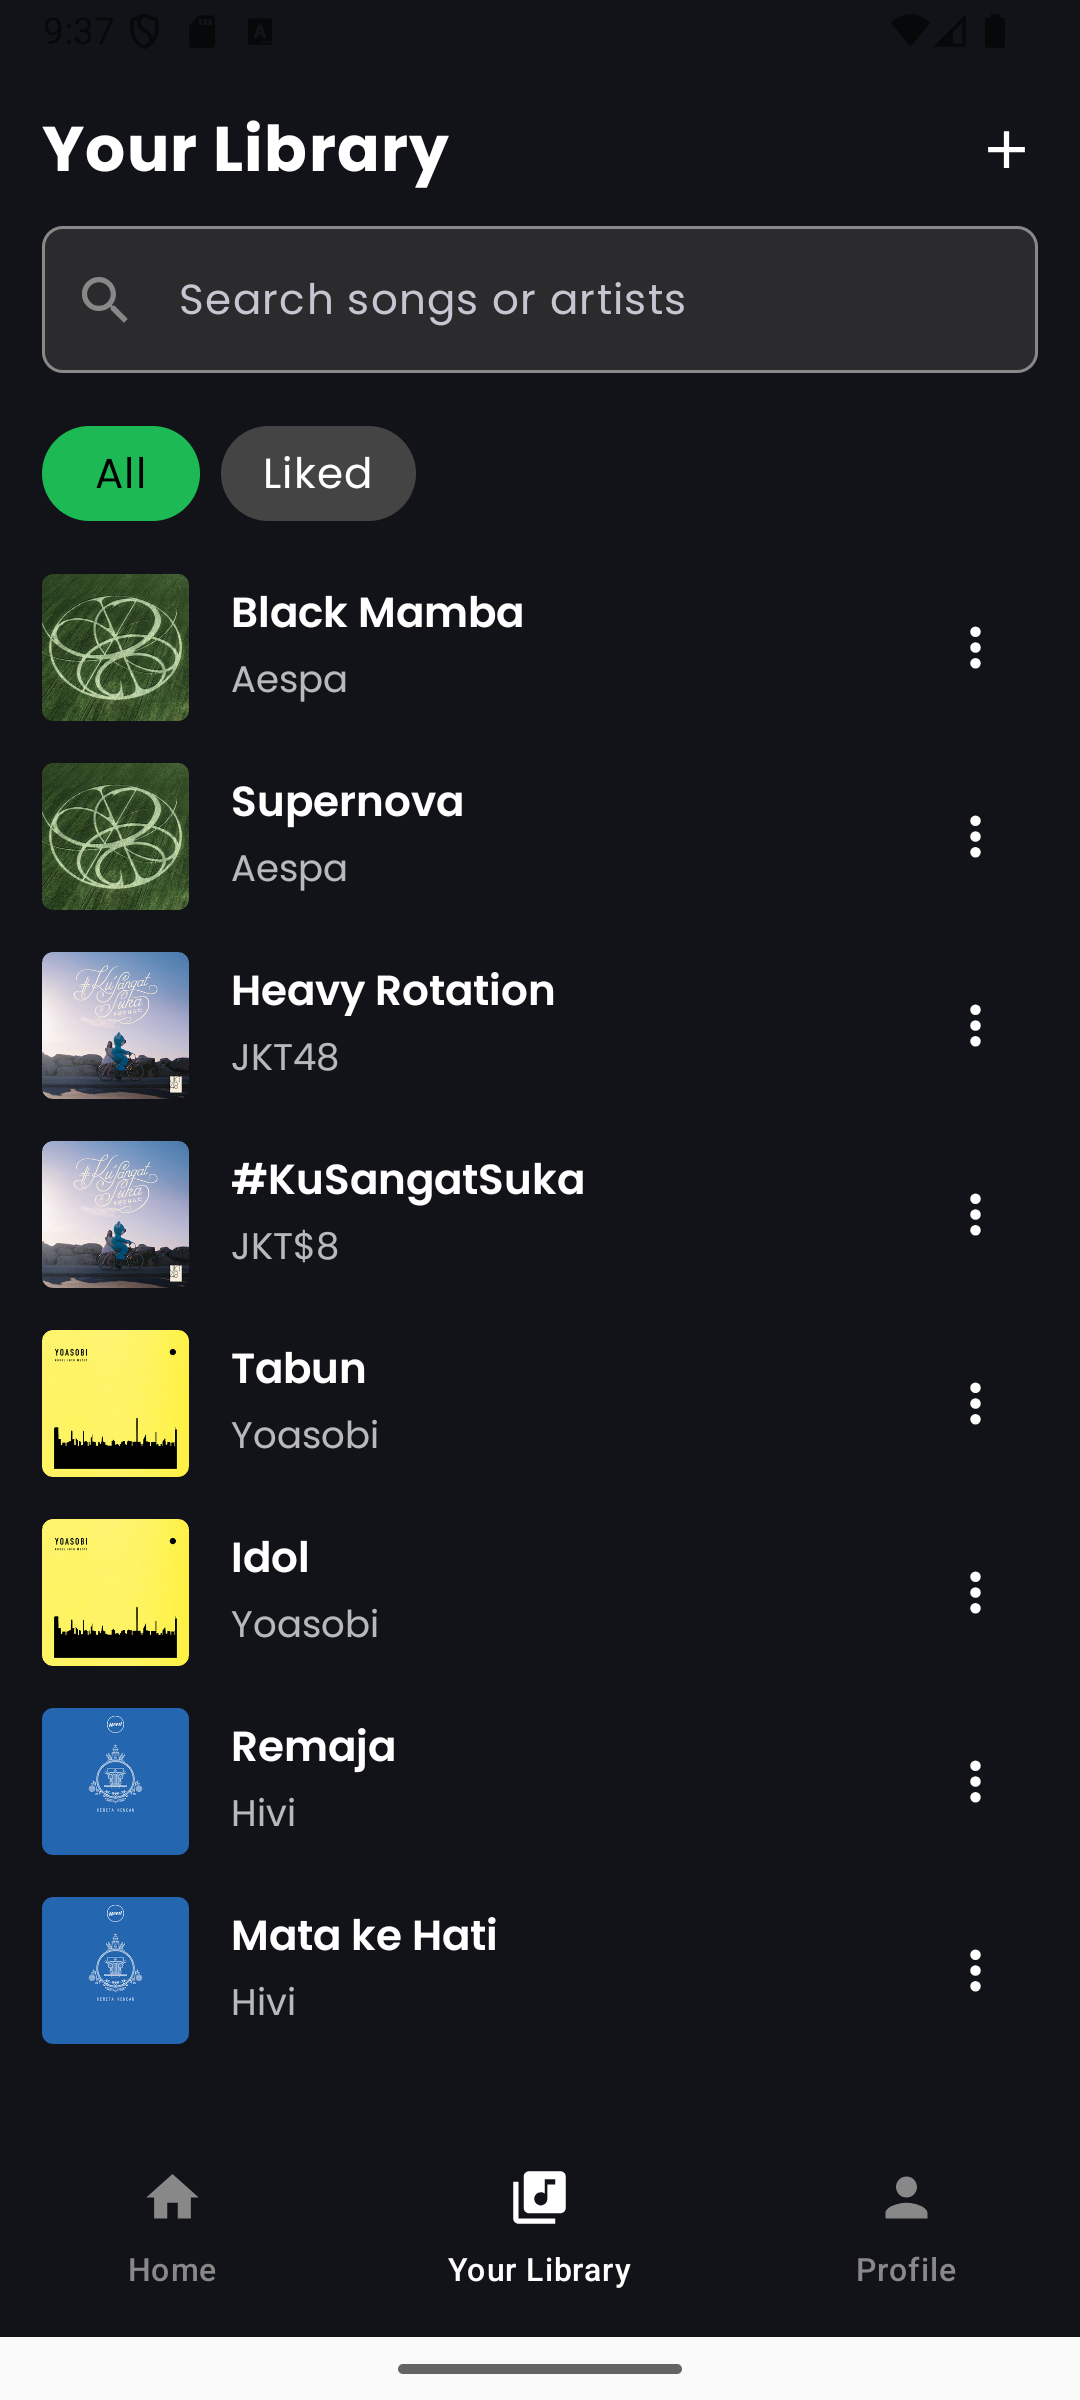 9:37
Your Library
Search songs or artists
All
Liked
Black Mamba
Aespa
Supernova
Aespa
#KuSangat
Suka
Heavy Rotation
JKT48
#KuSangat
Suka
#KuSangatSuka
JKT$8
YOASOBI
Tabun
Yoasobi
YOASOBI
Idol
Yoasobi
Remaja
Hivi
Mata ke Hati
Hivi
Home
Your Library
Profile